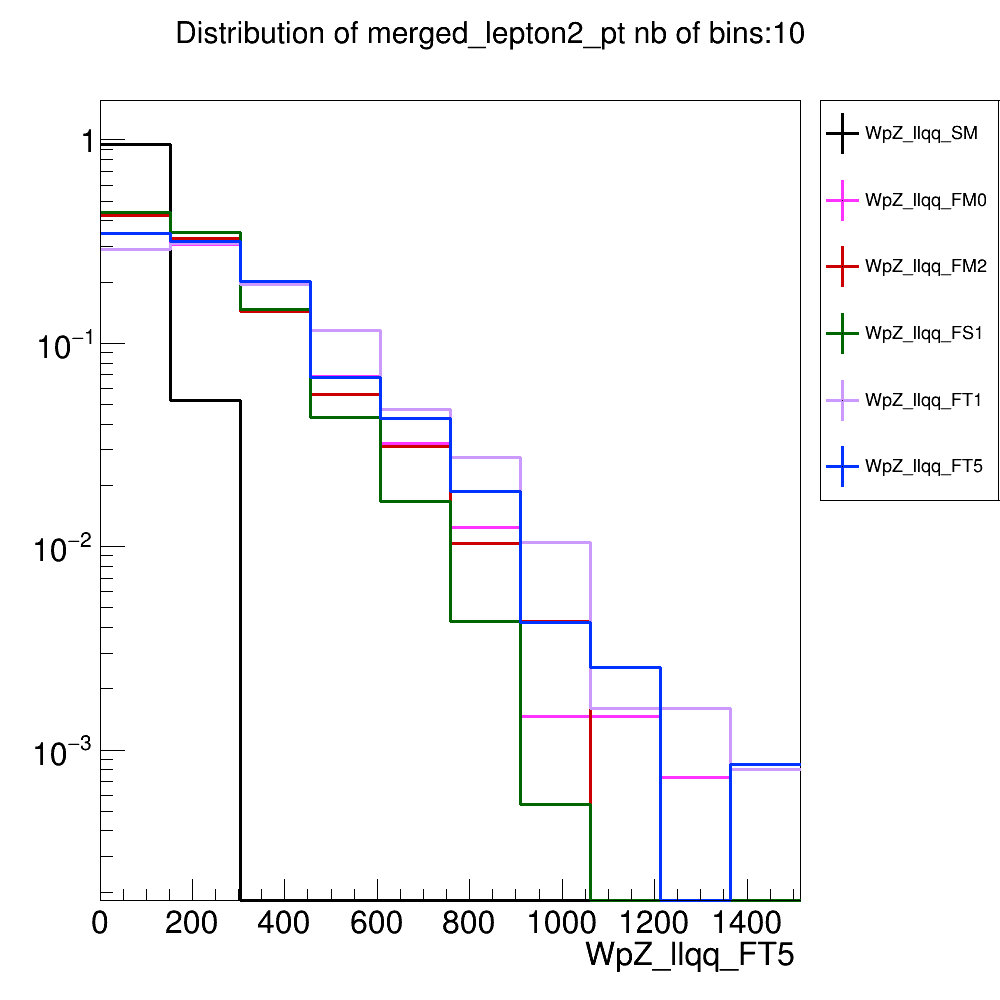 Distribution of merged_lepton2_pt nb of bins:10
1
10−1
10−2
10−3
0 200 400 600 800 1000 1200 1400
WpZ_llqq_FT5
WpZ_llqq_SM
WpZ_llqq_FM0
WpZ_llqq_FM2
WpZ_llqq_FS1
WpZ_llqq_FT1
WpZ_llqq_FT5